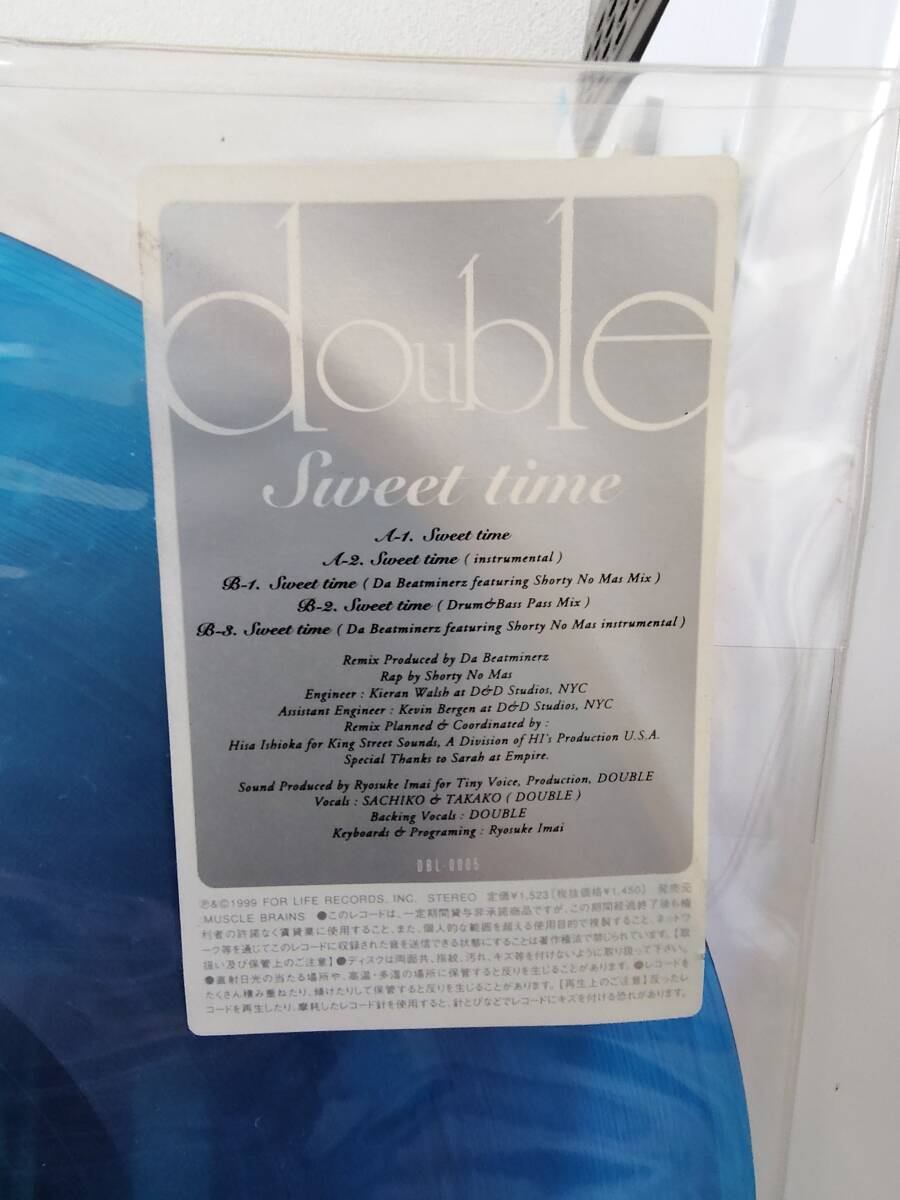 double
Sweet time
A-1. Sweet time
A-2. Sweet time ( instrumental )
B-1. Sweet time ( Da Beatminerz featuring Shorty No Mas Mix )
B-2. Sweet time ( Drum&Bass Pass Mix )
B-3. Sweet time ( Da Beatminerz featuring Shorty No Mas instrumental )
Remix Produced by Da Beatminerz
Rap by Shorty No Mas
Engineer : Kieran Walsh at D&D Studios, NYC
Assistant Engineer : Kevin Bergen at D&D Studios, NYC
Remix Planned & Coordinated by :
Hisa Ishioka for King Street Sounds, A Division of HI's Production U.S.A.
Special Thanks to Sarah at Empire.
Sound Produced by Ryosuke Imai for Tiny Voice, Production, DOUBLE
Vocals : SACHIKO & TAKAKO ( DOUBLE )
Backing Vocals : DOUBLE
Keyboards & Programing : Ryosuke Imai
DBL-0005
℗&©1999 FOR LIFE RECORDS, INC. STEREO 定価¥1,523(税抜価格¥1,450) 発売元
MUSCLE BRAINS ●このレコードは、一定期間貸与非承諾商品ですが、この期間経過終了後も権
利者の許諾なく賃貸業に使用すること、また、個人的な範囲を超える使用目的で複製すること、ネットワ
ーク等を通じてこのレコードに収録された音を送信できる状態にすることは著作権法で禁じられています。【取
扱い及び保管上のご注意】●ディスクは両面共、指紋、汚れ、キズ等を付けないように取り扱って下さい。
●直射日光の当たる場所や、高温・多湿の場所に保管すると反りを生じることがあります。●レコードを
たくさん積み重ねたり、傾けたりして保管すると反りを生じることがあります。【再生上のご注意】反ったレ
コードを再生したり、摩耗したレコード針を使用すると、針とびなどでレコードにキズを付ける恐れがあります。